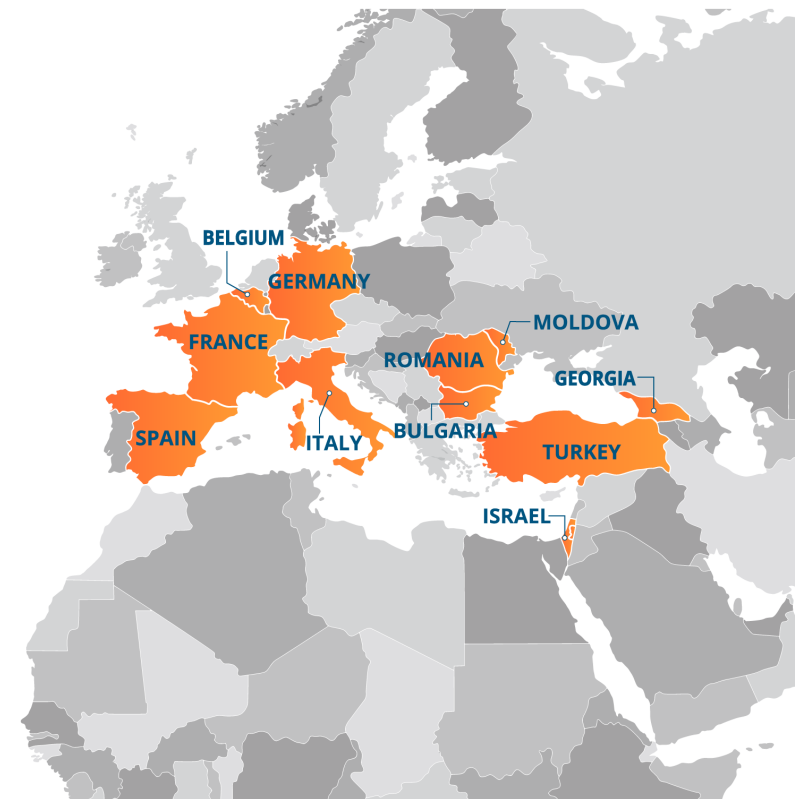 BELGIUM
GERMANY
MOLDOVA
FRANCE
ROMANIA
GEORGIA
BULGARIA
SPAIN
ITALY
TURKEY
ISRAEL